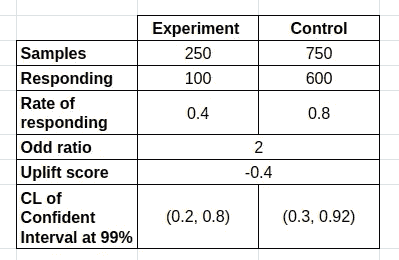 Experiment Control
Samples 250 750
Responding 100 600
Rate of
responding 0.4 0.8
Odd ratio 2
Uplift score -0.4
CL of
Confident (0.2, 0.8) (0.3, 0.92)
Interval at 99%